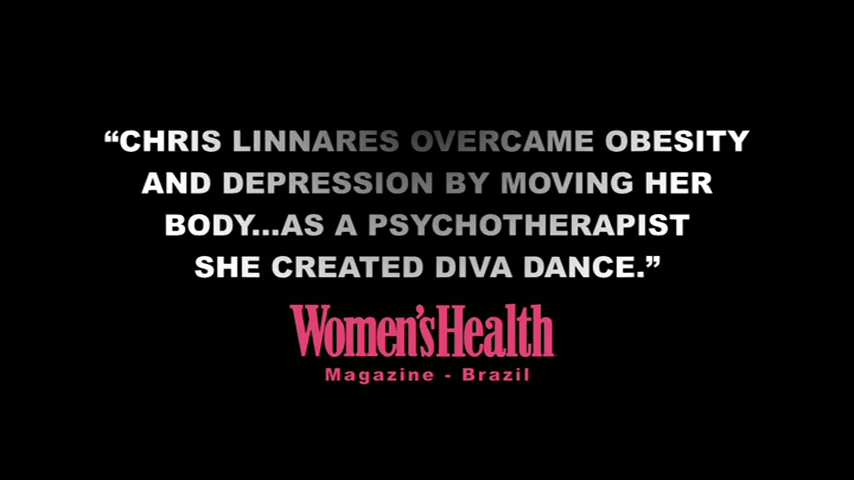 “CHRIS LINNARES OVERCAME OBESITY
AND DEPRESSION BY MOVING HER
BODY...AS A PSYCHOTHERAPIST
SHE CREATED DIVA DANCE.”
Women'sHealth
Magazine - Brazil